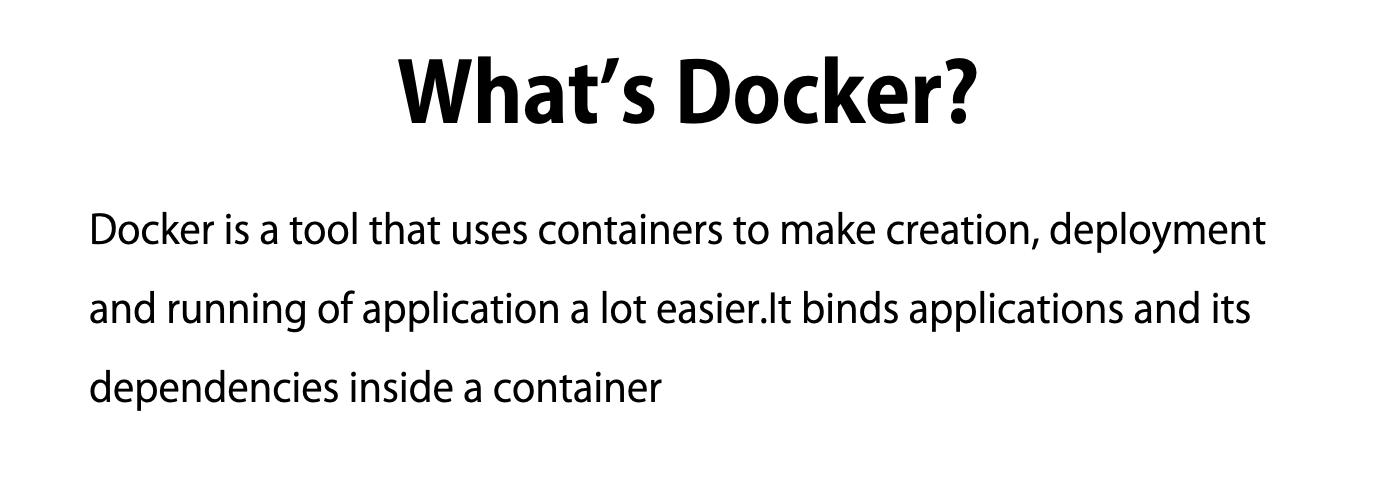 What’s Docker?
Docker is a tool that uses containers to make creation, deployment
and running of application a lot easier.It binds applications and its
dependencies inside a container